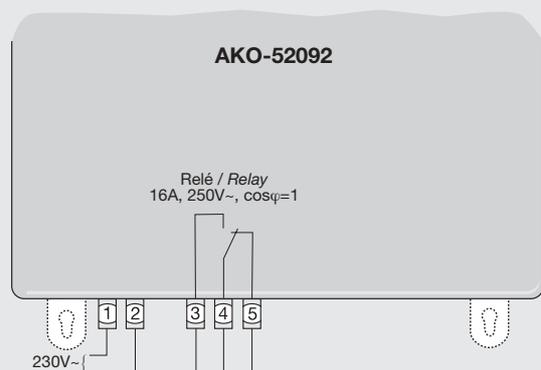 AKO-52092
Relé / Relay
16A, 250V~, cosφ=1
1 2 3 4 5
230V~